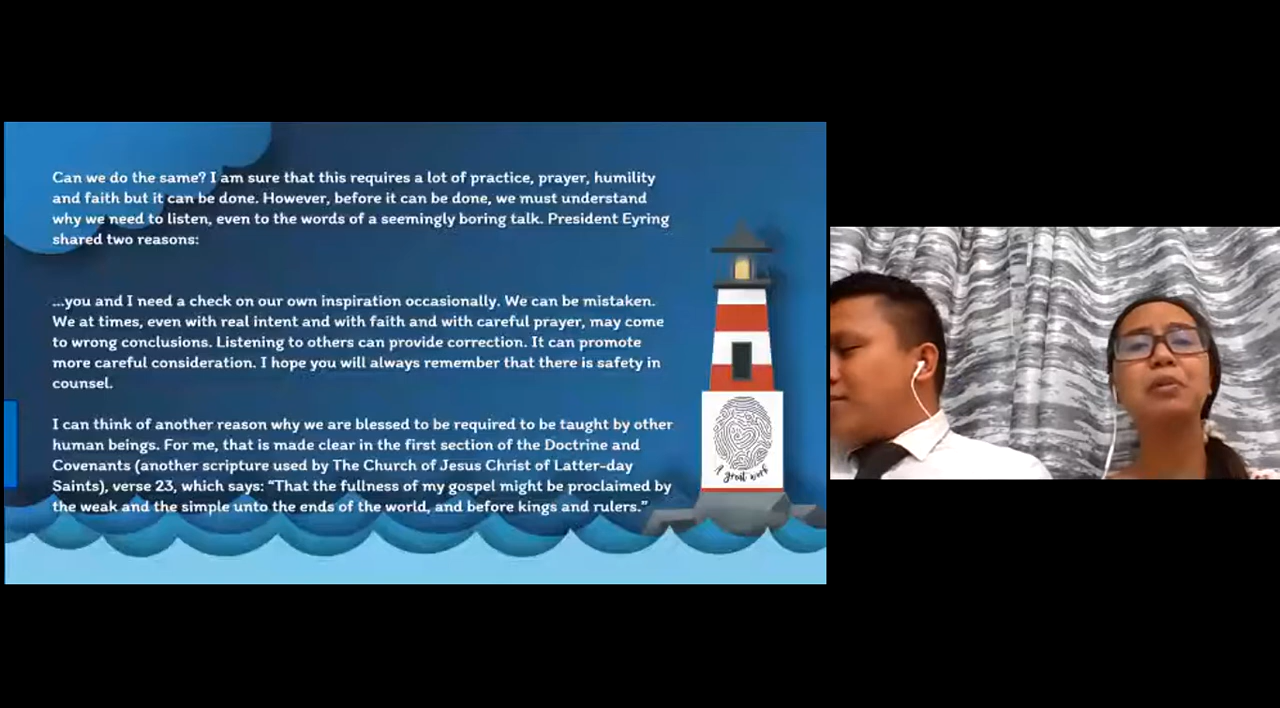 Can we do the same? I am sure that this requires a lot of practice, prayer, humility
and faith but it can be done. However, before it can be done, we must understand
why we need to listen, even to the words of a seemingly boring talk. President Eyring
shared two reasons:
...you and I need a check on our own inspiration occasionally. We can be mistaken.
We at times, even with real intent and with faith and with careful prayer, may come
to wrong conclusions. Listening to others can provide correction. It can promote
more careful consideration. I hope you will always remember that there is safety in
counsel.
I can think of another reason why we are blessed to be required to be taught by other
human beings. For me, that is made clear in the first section of the Doctrine and
Covenants (another scripture used by The Church of Jesus Christ of Latter-day
Saints), verse 23, which says: “That the fullness of my gospel might be proclaimed by
the weak and the simple unto the ends of the world, and before kings and rulers.”
A great work